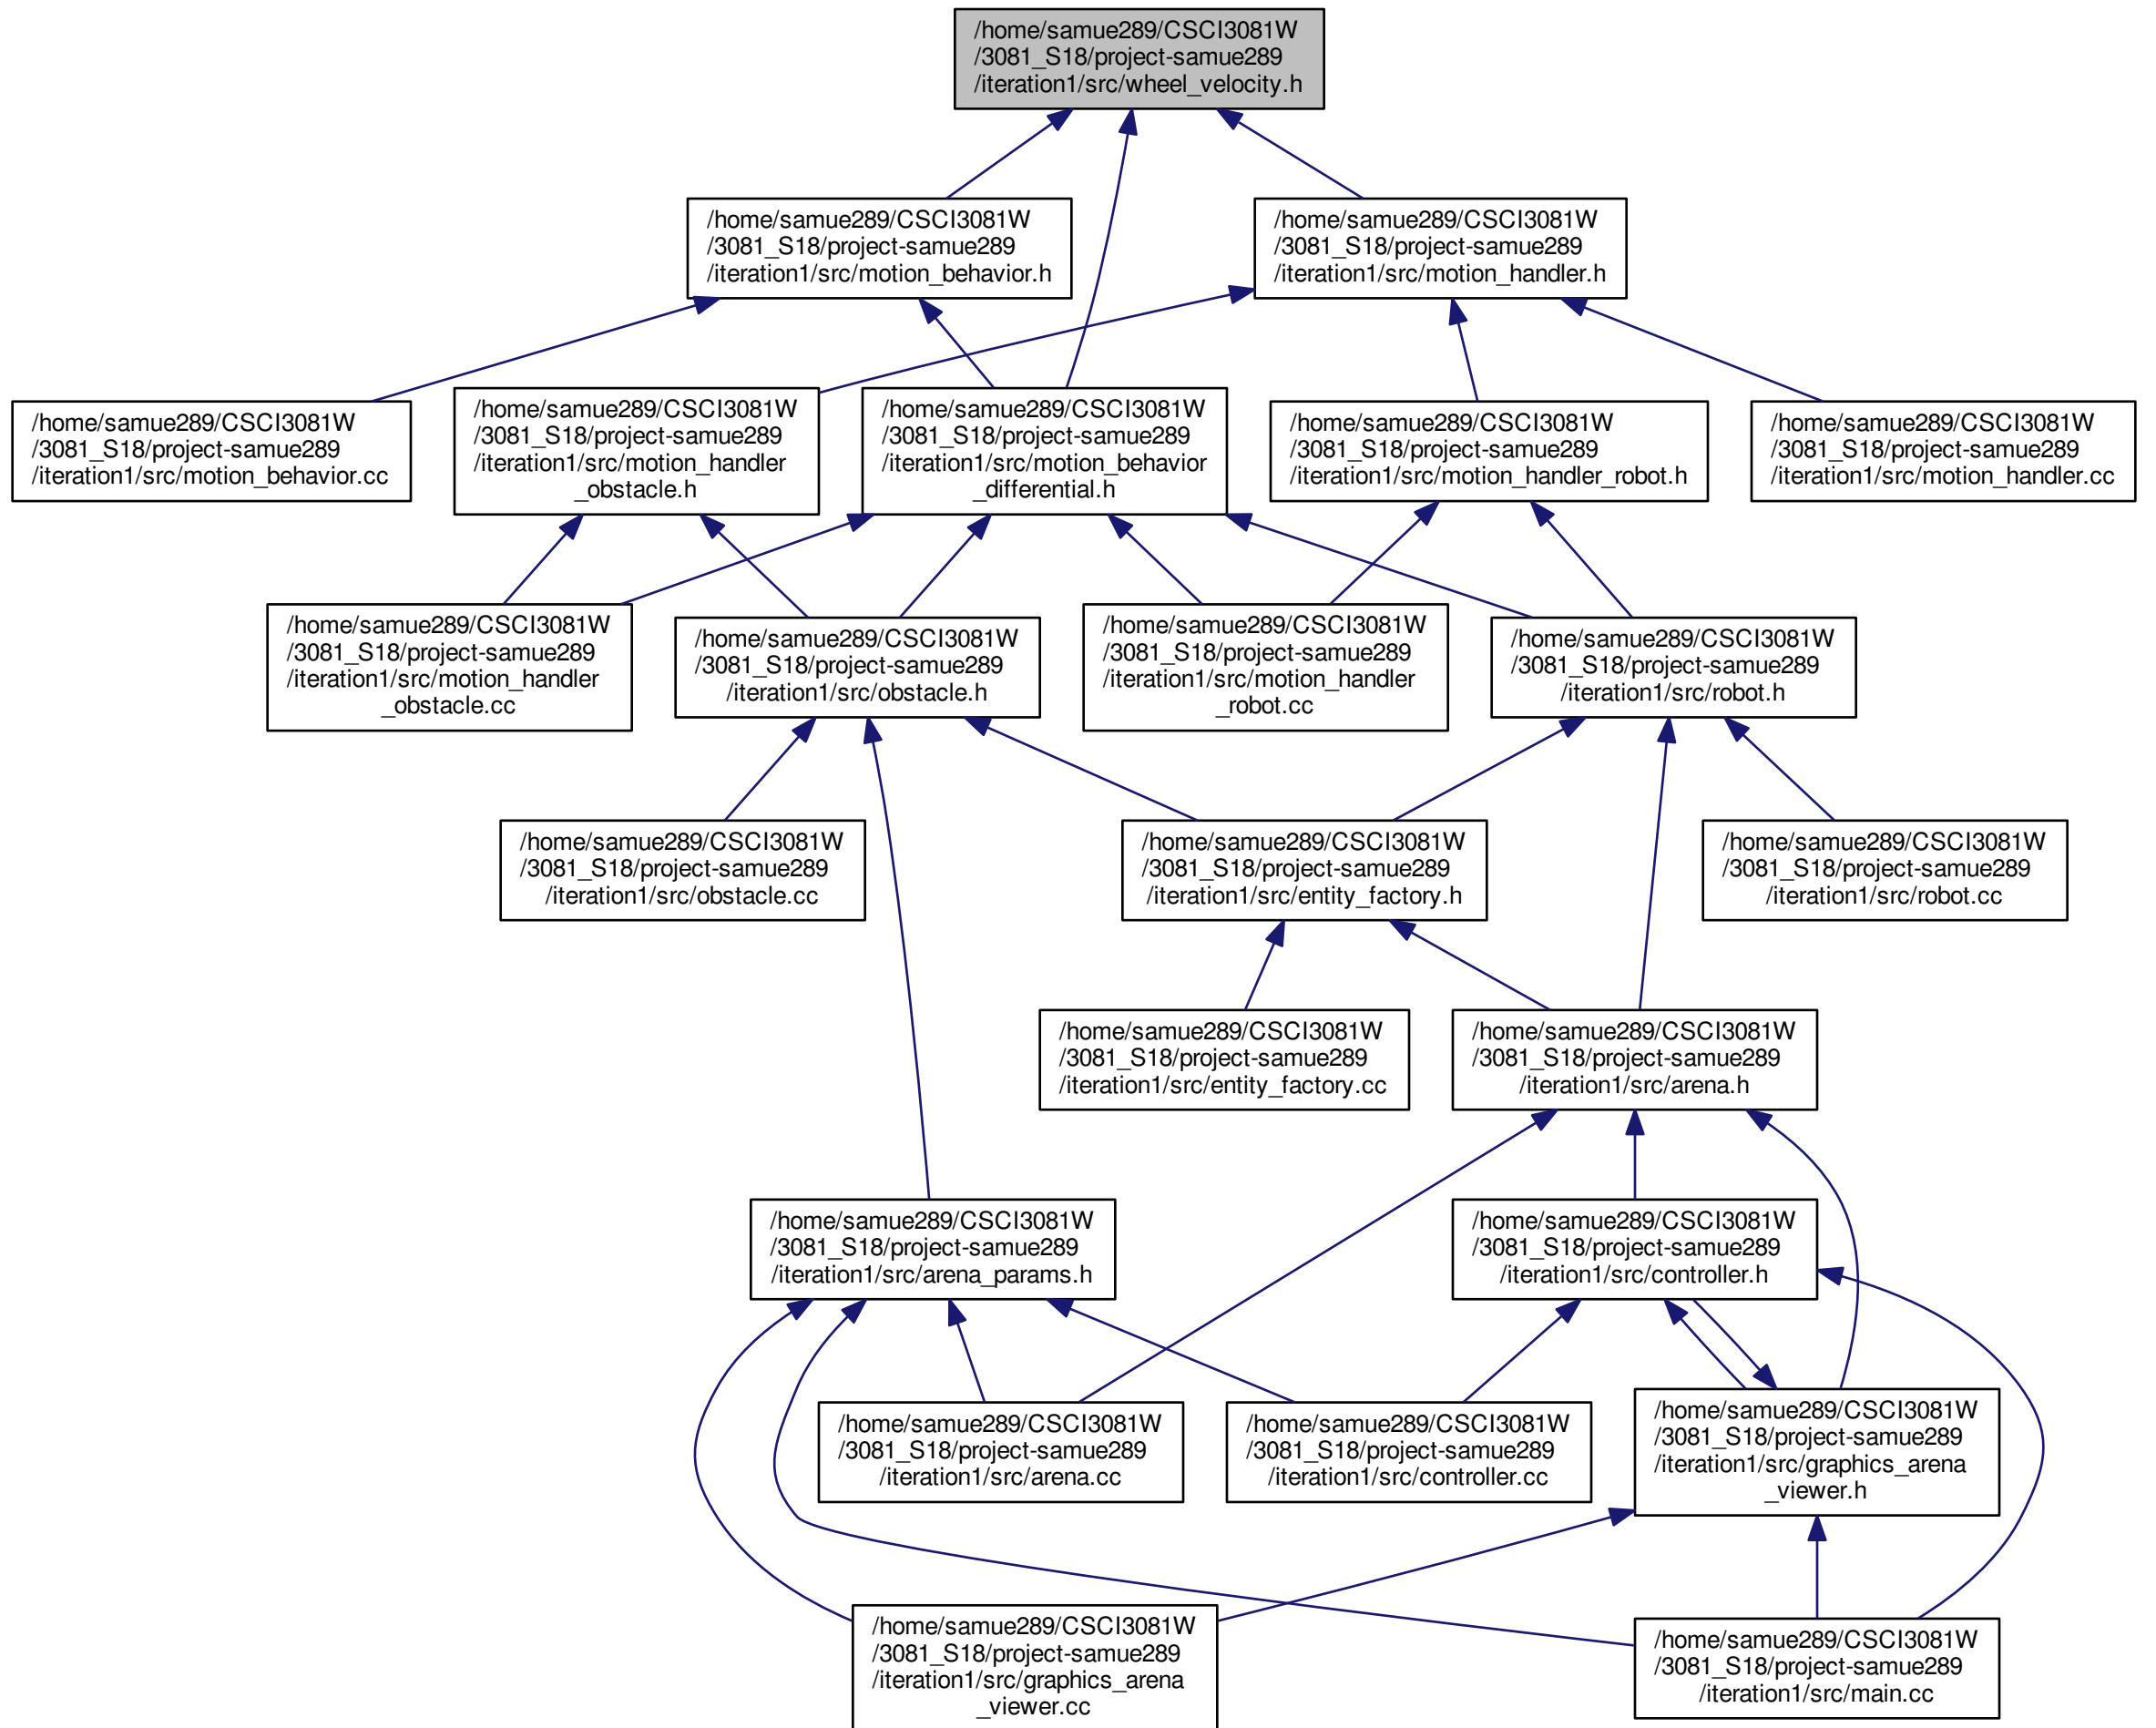 /home/samue289/CSCI3081W
/3081_S18/project-samue289
/iteration1/src/wheel_velocity.h
/home/samue289/CSCI3081W
/3081_S18/project-samue289
/iteration1/src/motion_behavior.h
/home/samue289/CSCI3081W
/3081_S18/project-samue289
/iteration1/src/motion_handler.h
/home/samue289/CSCI3081W
/3081_S18/project-samue289
/iteration1/src/motion_behavior.cc
/home/samue289/CSCI3081W
/3081_S18/project-samue289
/iteration1/src/motion_handler
_obstacle.h
/home/samue289/CSCI3081W
/3081_S18/project-samue289
/iteration1/src/motion_behavior
_differential.h
/home/samue289/CSCI3081W
/3081_S18/project-samue289
/iteration1/src/motion_handler_robot.h
/home/samue289/CSCI3081W
/3081_S18/project-samue289
/iteration1/src/motion_handler.cc
/home/samue289/CSCI3081W
/3081_S18/project-samue289
/iteration1/src/motion_handler
_obstacle.cc
/home/samue289/CSCI3081W
/3081_S18/project-samue289
/iteration1/src/obstacle.h
/home/samue289/CSCI3081W
/3081_S18/project-samue289
/iteration1/src/motion_handler
_robot.cc
/home/samue289/CSCI3081W
/3081_S18/project-samue289
/iteration1/src/robot.h
/home/samue289/CSCI3081W
/3081_S18/project-samue289
/iteration1/src/obstacle.cc
/home/samue289/CSCI3081W
/3081_S18/project-samue289
/iteration1/src/entity_factory.h
/home/samue289/CSCI3081W
/3081_S18/project-samue289
/iteration1/src/robot.cc
/home/samue289/CSCI3081W
/3081_S18/project-samue289
/iteration1/src/entity_factory.cc
/home/samue289/CSCI3081W
/3081_S18/project-samue289
/iteration1/src/arena.h
/home/samue289/CSCI3081W
/3081_S18/project-samue289
/iteration1/src/arena_params.h
/home/samue289/CSCI3081W
/3081_S18/project-samue289
/iteration1/src/controller.h
/home/samue289/CSCI3081W
/3081_S18/project-samue289
/iteration1/src/arena.cc
/home/samue289/CSCI3081W
/3081_S18/project-samue289
/iteration1/src/controller.cc
/home/samue289/CSCI3081W
/3081_S18/project-samue289
/iteration1/src/graphics_arena
_viewer.h
/home/samue289/CSCI3081W
/3081_S18/project-samue289
/iteration1/src/graphics_arena
_viewer.cc
/home/samue289/CSCI3081W
/3081_S18/project-samue289
/iteration1/src/main.cc